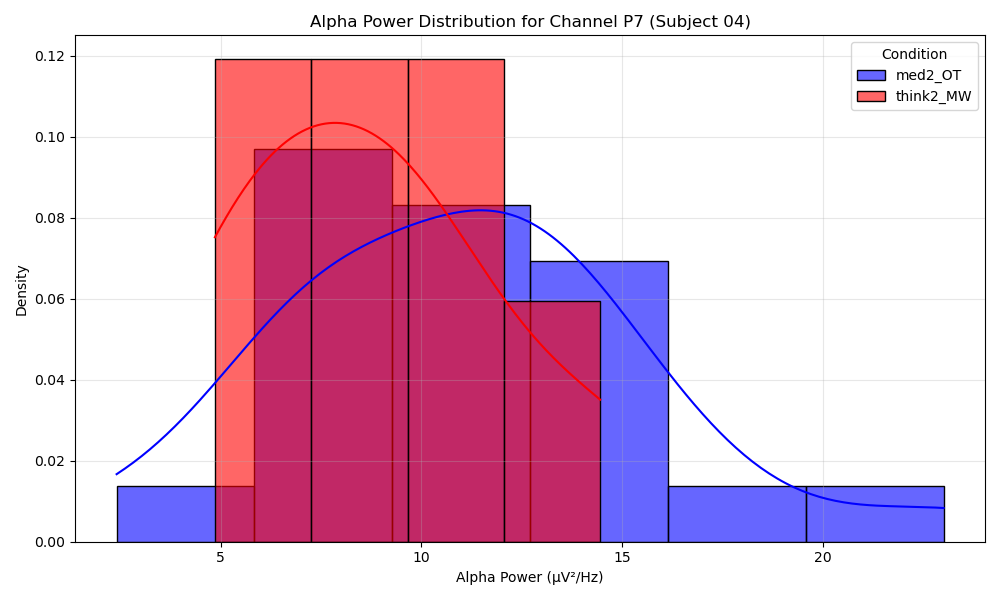 Alpha Power Distribution for Channel P7 (Subject 04)
Condition
med2_OT
think2_MW
0.12
0.10
0.08
0.06
0.04
0.02
0.00
Density
5
10
15
20
Alpha Power (µV²/Hz)